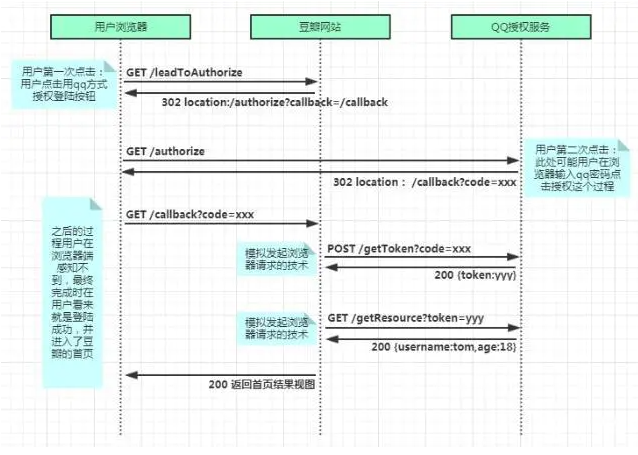 用户浏览器
豆瓣网站
QQ授权服务
用户第一次点击：
用户点击用qq方式
授权登陆按钮
GET /leadToAuthorize
302 location:/authorize?callback=/callback
GET /authorize
用户第二次点击：
此处可能用户在浏
览器输入qq密码点
击授权这个过程
302 location： /callback?code=xxx
之后的过
程用户在
浏览器端
感知不
到，最终
完成时在
用户看来
就是登陆
成功，并
进入了豆
瓣的首页
GET /callback?code=xxx
模拟发起浏览
器请求的技术
POST /getToken?code=xxx
200 {token:yyy}
模拟发起浏览
器请求的技术
GET /getResource?token=yyy
200 {username:tom,age:18}
200 返回首页结果视图